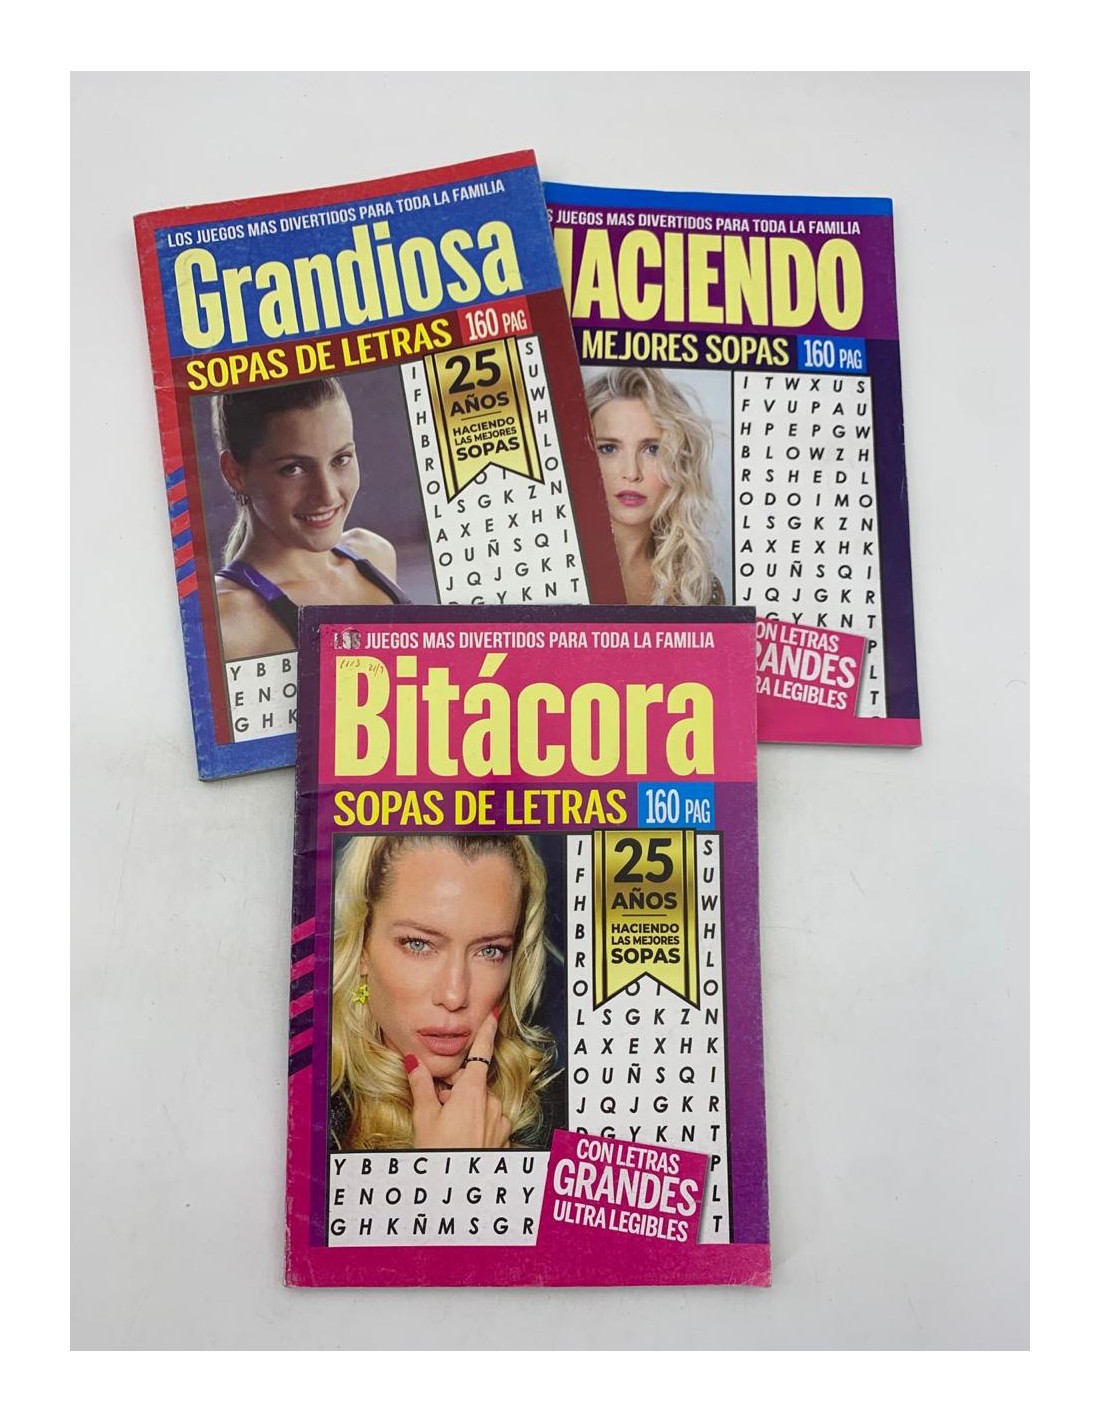 LOS JUEGOS MAS DIVERTIDOS PARA TODA LA FAMILIA
Grandiosa
SOPAS DE LETRAS 160 PAG
25
AÑOS
HACIENDO
LAS MEJORES
SOPAS
I S
F U
H W
B H
R L
O O
L S G K Z N
A X E X H K
O U Ñ S Q I
J Q J G K R
G Y K N T
Y B B
E N O
G H K
JUEGOS MAS DIVERTIDOS PARA TODA LA FAMILIA
ACIENDO
MEJORES SOPAS 160 PAG
I T W X U S
F V U P A U
H P E P G W
B L O W Z H
R S H E D L
O D O I M O
L S G K Z N
A X E X H K
O U Ñ S Q I
J Q J G K R
G Y K N T
P
L
T
ON LETRAS
RANDES
RA LEGIBLES
LOS JUEGOS MAS DIVERTIDOS PARA TODA LA FAMILIA
Bitácora
SOPAS DE LETRAS 160 PAG
25
AÑOS
HACIENDO
LAS MEJORES
SOPAS
I S
F U
H W
B H
R L
O O I O
L S G K Z N
A X E X H K
O U Ñ S Q I
J Q J G K R
D G Y K N T
P
L
T
Y B B C I K A U
E N O D J G R Y
G H K Ñ M S G R
CON LETRAS
GRANDES
ULTRA LEGIBLES